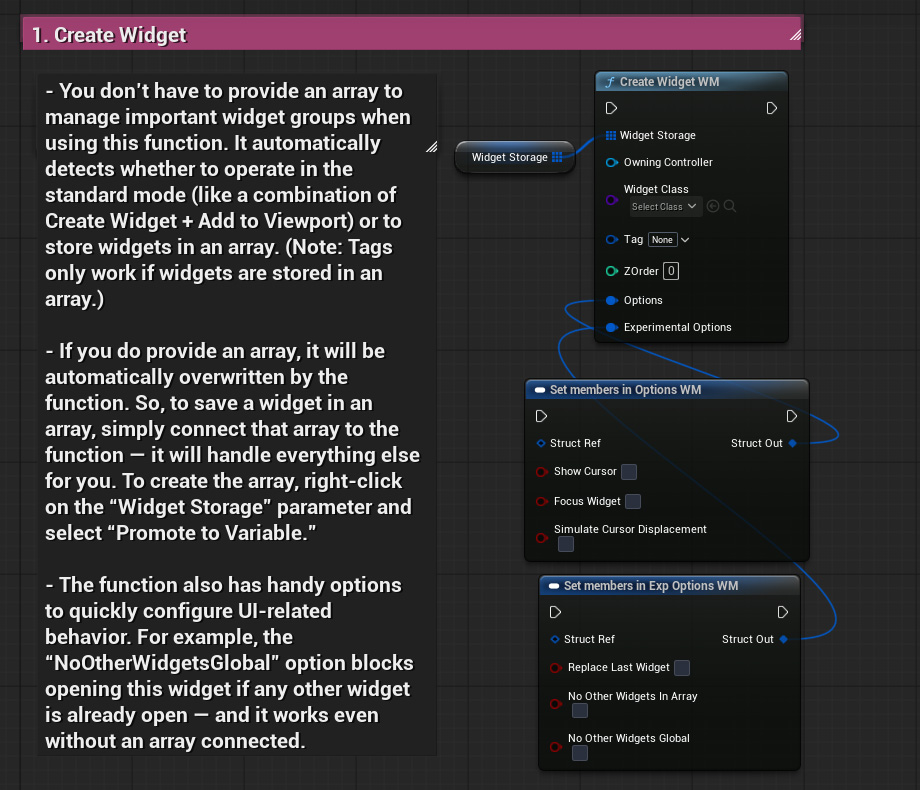 1. Create Widget
- You don't have to provide an array to
manage important widget groups when
using this function. It automatically
detects whether to operate in the
standard mode (like a combination of
Create Widget + Add to Viewport) or to
store widgets in an array. (Note: Tags
only work if widgets are stored in an
array.)
- If you do provide an array, it will be
automatically overwritten by the
function. So, to save a widget in an
array, simply connect that array to the
function — it will handle everything else
for you. To create the array, right-click
on the “Widget Storage” parameter and
select “Promote to Variable.”
- The function also has handy options
to quickly configure UI-related
behavior. For example, the
“NoOtherWidgetsGlobal” option blocks
opening this widget if any other widget
is already open — and it works even
without an array connected.
Widget Storage
Create Widget WM
Widget Storage
Owning Controller
Widget Class
Select Class
Tag None
ZOrder 0
Options
Experimental Options
Set members in Options WM
Struct Ref Struct Out
Show Cursor
Focus Widget
Simulate Cursor Displacement
Set members in Exp Options WM
Struct Ref Struct Out
Replace Last Widget
No Other Widgets In Array
No Other Widgets Global